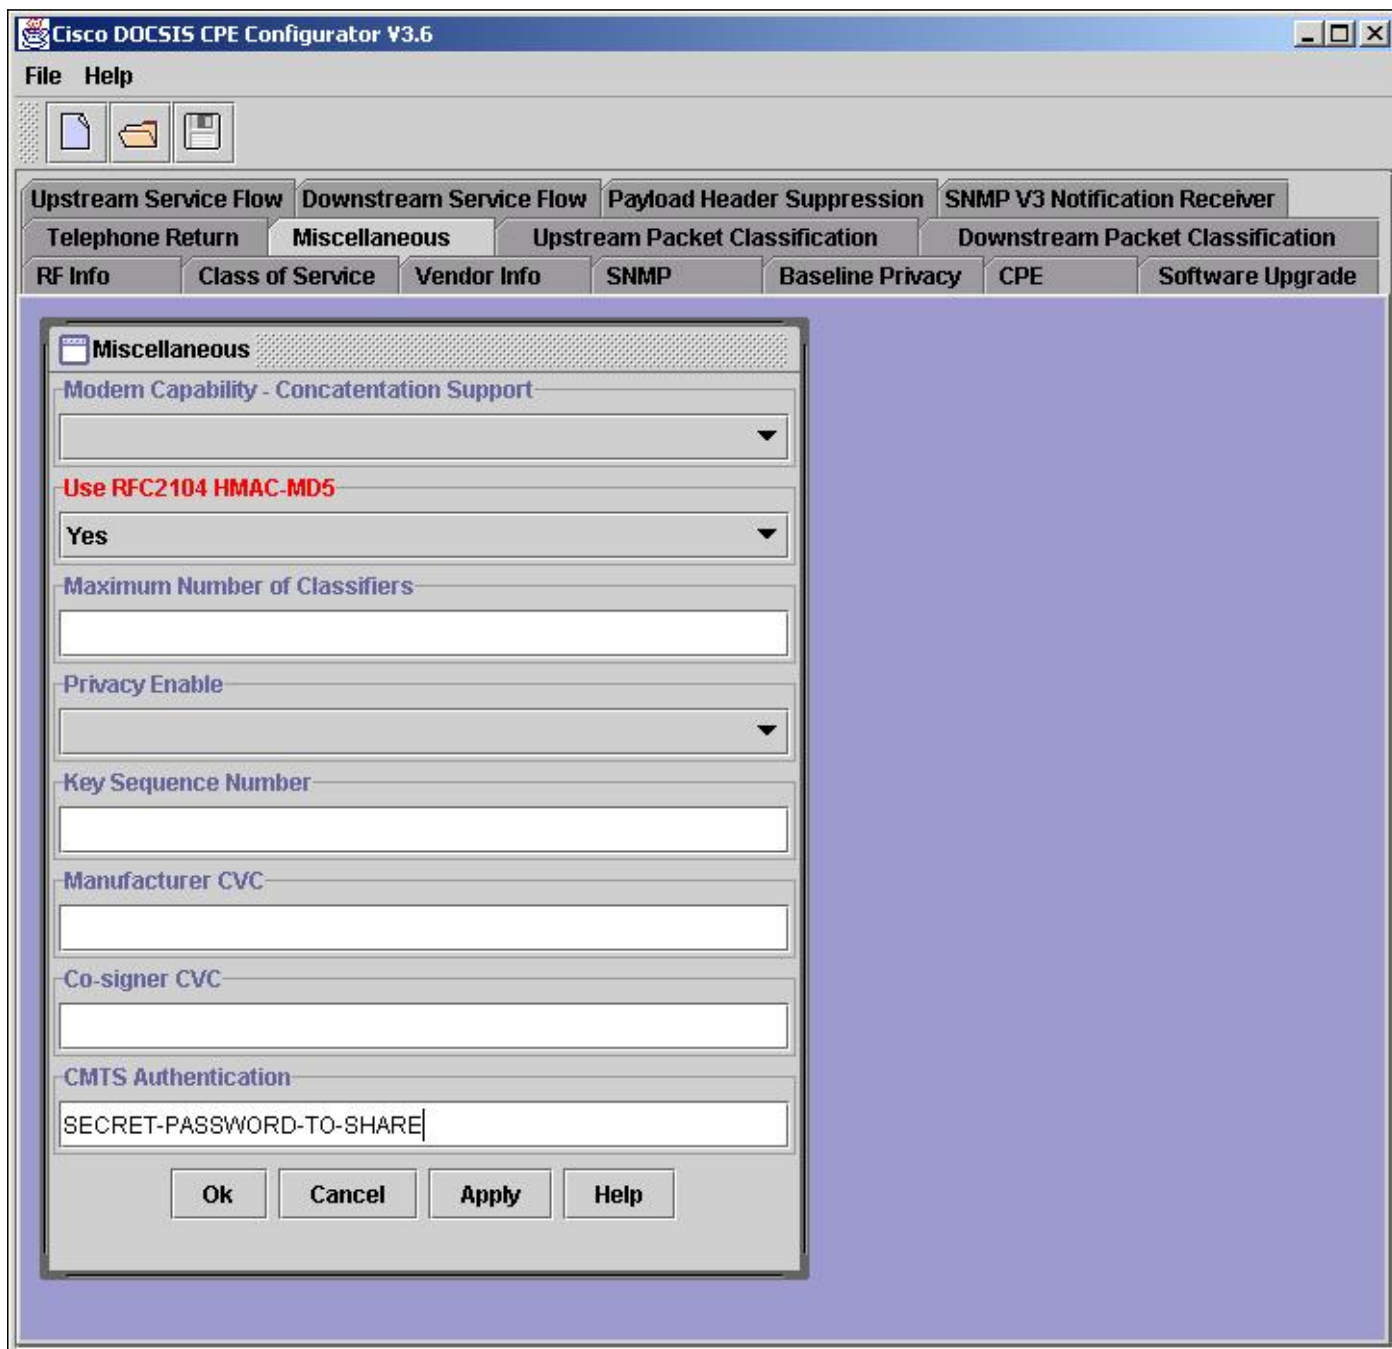 Cisco DOCSIS CPE Configurator V3.6
File Help
Upstream Service Flow Downstream Service Flow Payload Header Suppression SNMP V3 Notification Receiver
Telephone Return Miscellaneous Upstream Packet Classification Downstream Packet Classification
RF Info Class of Service Vendor Info SNMP Baseline Privacy CPE Software Upgrade
Miscellaneous
Modem Capability - Concatentation Support
Use RFC2104 HMAC-MD5
Yes
Maximum Number of Classifiers
Privacy Enable
Key Sequence Number
Manufacturer CVC
Co-signer CVC
CMTS Authentication
SECRET-PASSWORD-TO-SHARE
Ok Cancel Apply Help